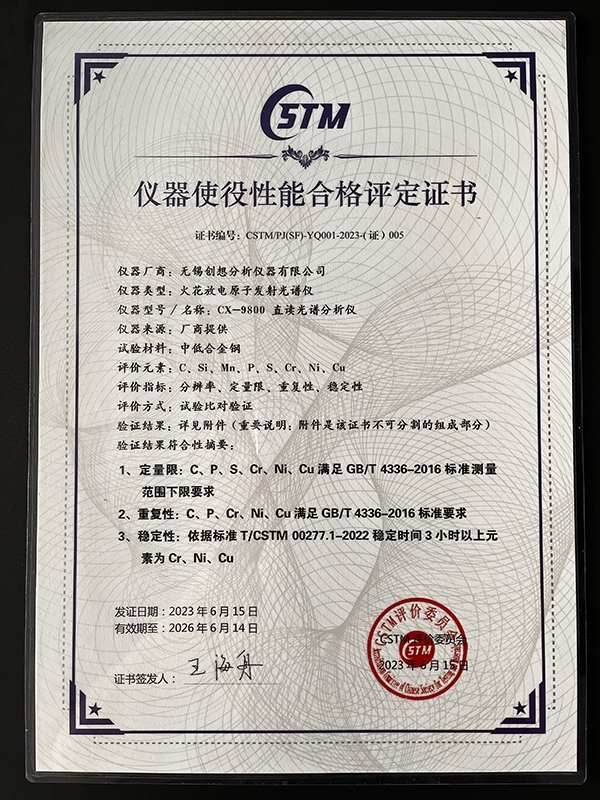 CSTM
仪器使役性能合格评定证书
证书编号：CSTM/PJ(SF)-YQ001-2023-(证) 005
仪器厂商：无锡创想分析仪器有限公司
仪器类型：火花放电原子发射光谱仪
仪器型号／名称：CX-9800 直读光谱分析仪
仪器来源：厂商提供
试验材料：中低合金钢
评价元素：C、Si、Mn、P、S、Cr、Ni、Cu
评价指标：分辨率、定量限、重复性、稳定性
评价方式：试验比对验证
验证结果：详见附件（重要说明：附件是该证书不可分割的组成部分）
验证结果符合性摘要：
1、定量限：C、P、S、Cr、Ni、Cu 满足 GB/T 4336-2016 标准测量
范围下限要求
2、重复性：C、P、Cr、Ni、Cu 满足 GB/T 4336-2016 标准要求
3、稳定性：依据标准 T/CSTM 00277.1-2022 稳定时间 3 小时以上元
素为 Cr、Ni、Cu
发证日期：2023 年 6 月 15 日
有效期至：2026 年 6 月 14 日
证书签发人：王海舟
CSTM评价委员会
CSTM 评价委员会
CSTM
2023 年 6 月 15 日